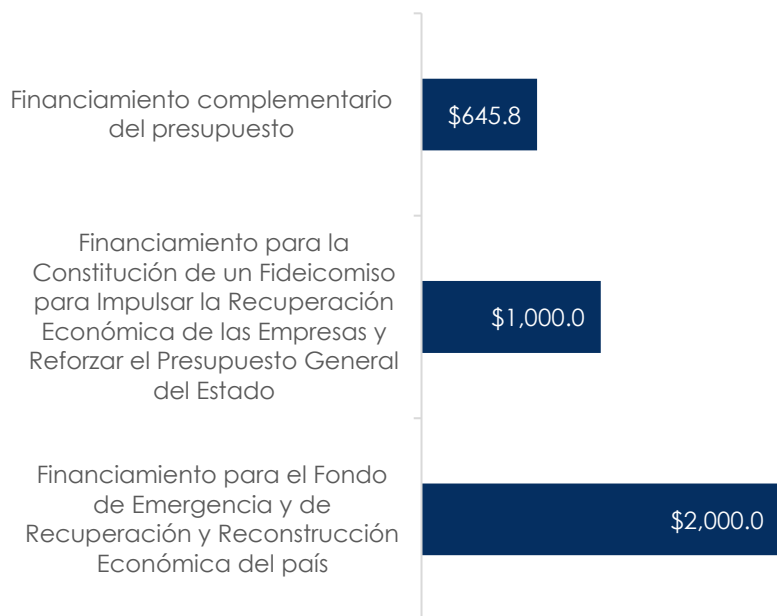 Financiamiento complementario
del presupuesto
$645.8
Financiamiento para la
Constitución de un Fideicomiso
para Impulsar la Recuperación
Económica de las Empresas y
Reforzar el Presupuesto General
del Estado
$1,000.0
Financiamiento para el Fondo
de Emergencia y de
Recuperación y Reconstrucción
Económica del país
$2,000.0